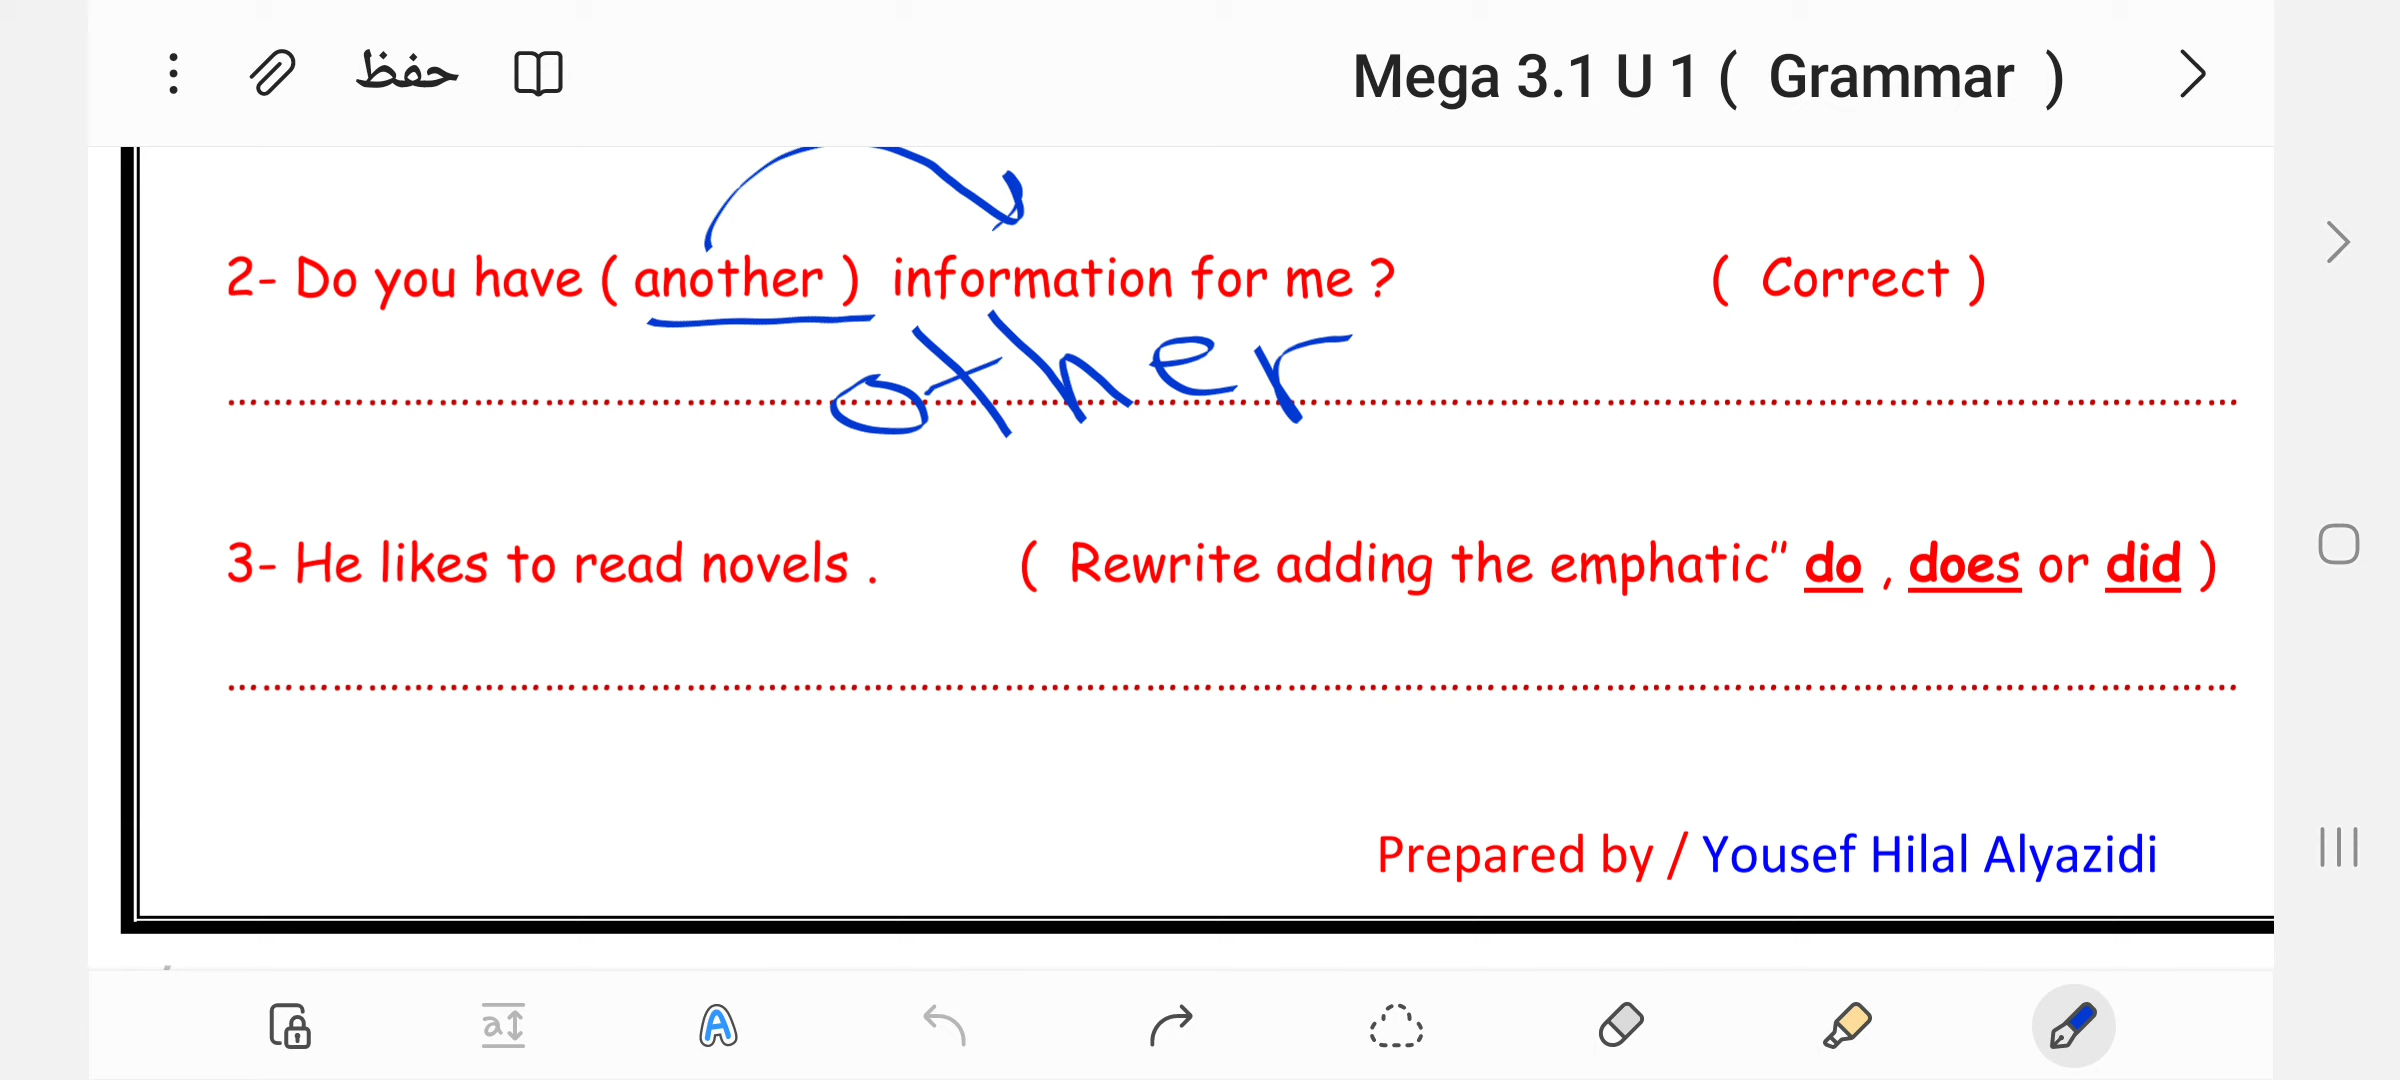 حفظ Mega 3.1 U 1 ( Grammar )
2- Do you have ( another ) information for me ? ( Correct )
other
3- He likes to read novels . ( Rewrite adding the emphatic" do , does or did )
Prepared by / Yousef Hilal Alyazidi